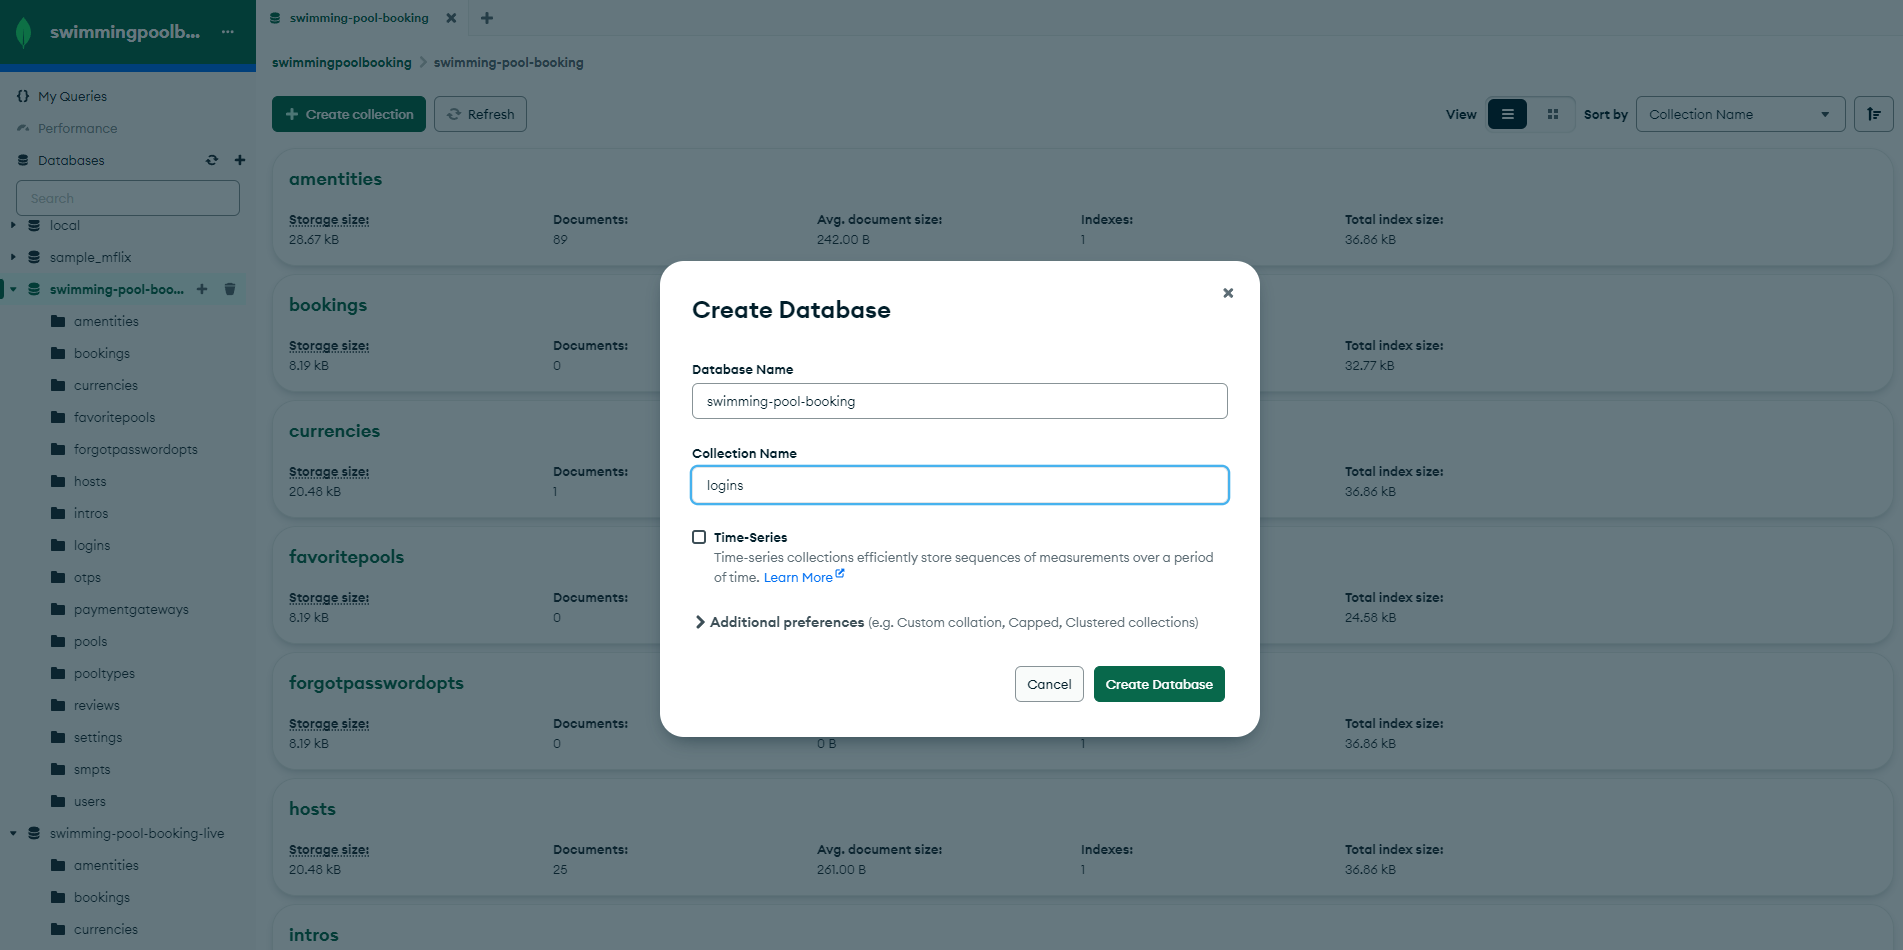 swimmingpoolb... ...
swimming-pool-booking
swimmingpoolbooking > swimming-pool-booking
My Queries
Performance
Databases
Search
local
sample_mflix
swimming-pool-boo...
amentities
bookings
currencies
favoritepools
forgotpasswordopts
hosts
intros
logins
otps
paymentgateways
pools
pooltypes
reviews
settings
smpts
users
swimming-pool-booking-live
amentities
bookings
currencies
Create collection
Refresh
View
Sort by
Collection Name
amentities
Storage size: Documents: Avg. document size: Indexes: Total index size:
28.67 kB 89 242.00 B 1 36.86 kB
bookings
Storage size: Documents: Total index size:
8.19 kB 0 32.77 kB
currencies
Storage size: Documents: Total index size:
20.48 kB 1 36.86 kB
favoritepools
Storage size: Documents: Total index size:
8.19 kB 0 24.58 kB
forgotpasswordopts
Storage size: Documents: Total index size:
8.19 kB 0 0 B 1 36.86 kB
hosts
Storage size: Documents: Avg. document size: Indexes: Total index size:
20.48 kB 25 261.00 B 1 36.86 kB
intros
Create Database
Database Name
swimming-pool-booking
Collection Name
logins
Time-Series
Time-series collections efficiently store sequences of measurements over a period
of time. Learn More
Additional preferences (e.g. Custom collation, Capped, Clustered collections)
Cancel
Create Database